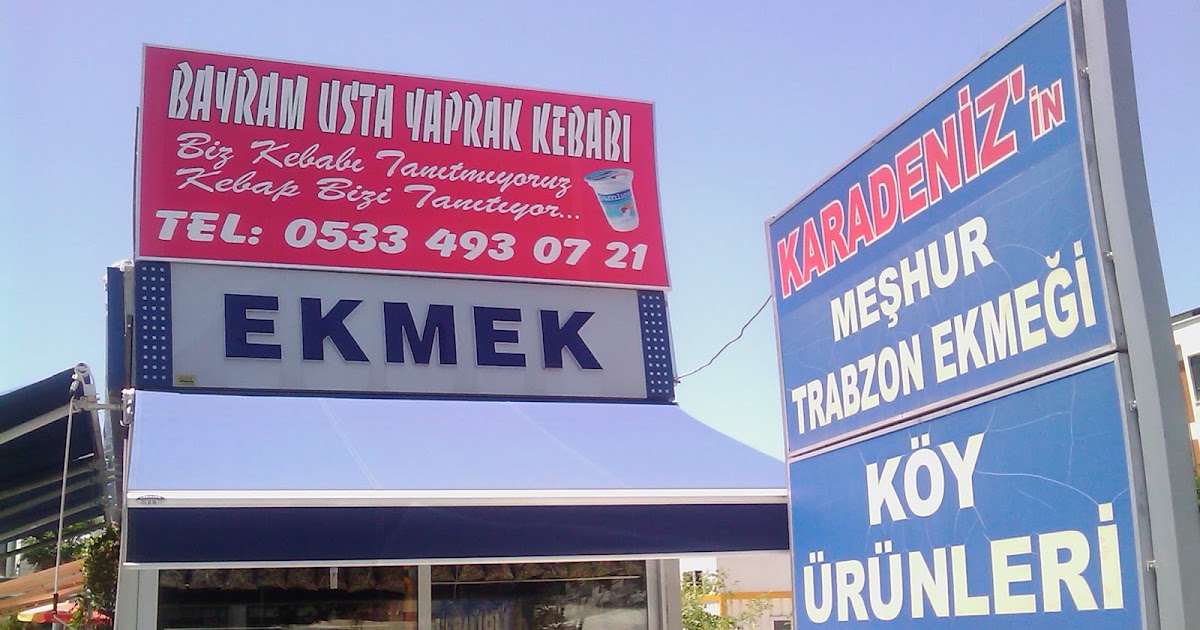 BAYRAM USTA YAPRAK KEBABI
Biz Kebabı Tanıtmıyoruz
Kebap Bizi Tanıtıyor...
TEL: 0533 493 07 21
EKMEK
KARADENİZ'İN
MEŞHUR
TRABZON EKMEĞİ
KÖY
ÜRÜNLERİ